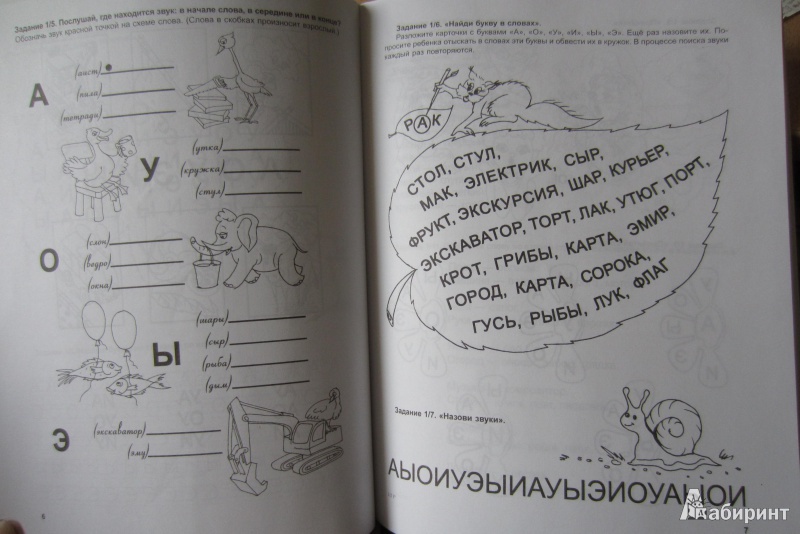 Задание 1/5. Послушай, где находится звук: в начале слова, в середине или в конце?
Обозначь звук красной точкой на схеме слова. (Слова в скобках произносит взрослый.)
А
(аист)
(пила)
(тетради)
У
(утка)
(кружка)
(стул)
О
(слон)
(ведро)
(окна)
Ы
(шары)
(сыр)
(рыба)
(дым)
Э
(экскаватор)
(эму)
6
Задание 1/6. «Найди букву в словах».
Разложите карточки с буквами «А», «О», «У», «И», «Ы», «Э». Ещё раз назовите их. По-
просите ребенка отыскать в словах эти буквы и обвести их в кружок. В процессе поиска звуки
каждый раз повторяются.
РАК
СТОЛ, СТУЛ,
МАК, ЭЛЕКТРИК, СЫР,
ФРУКТ, ЭКСКУРСИЯ, ШАР, КУРЬЕР,
ЭКСКАВАТОР, ТОРТ, ЛАК, УТЮГ, ПОРТ,
КРОТ, ГРИБЫ, КАРТА, ЭМИР,
ГОРОД, КАРТА, СОРОКА,
ГУСЬ, РЫБЫ, ЛУК, ФЛАГ
Задание 1/7. «Назови звуки».
АЫОИУЭЫИАУЫЭИОУАЫОИ
7
Лабиринт